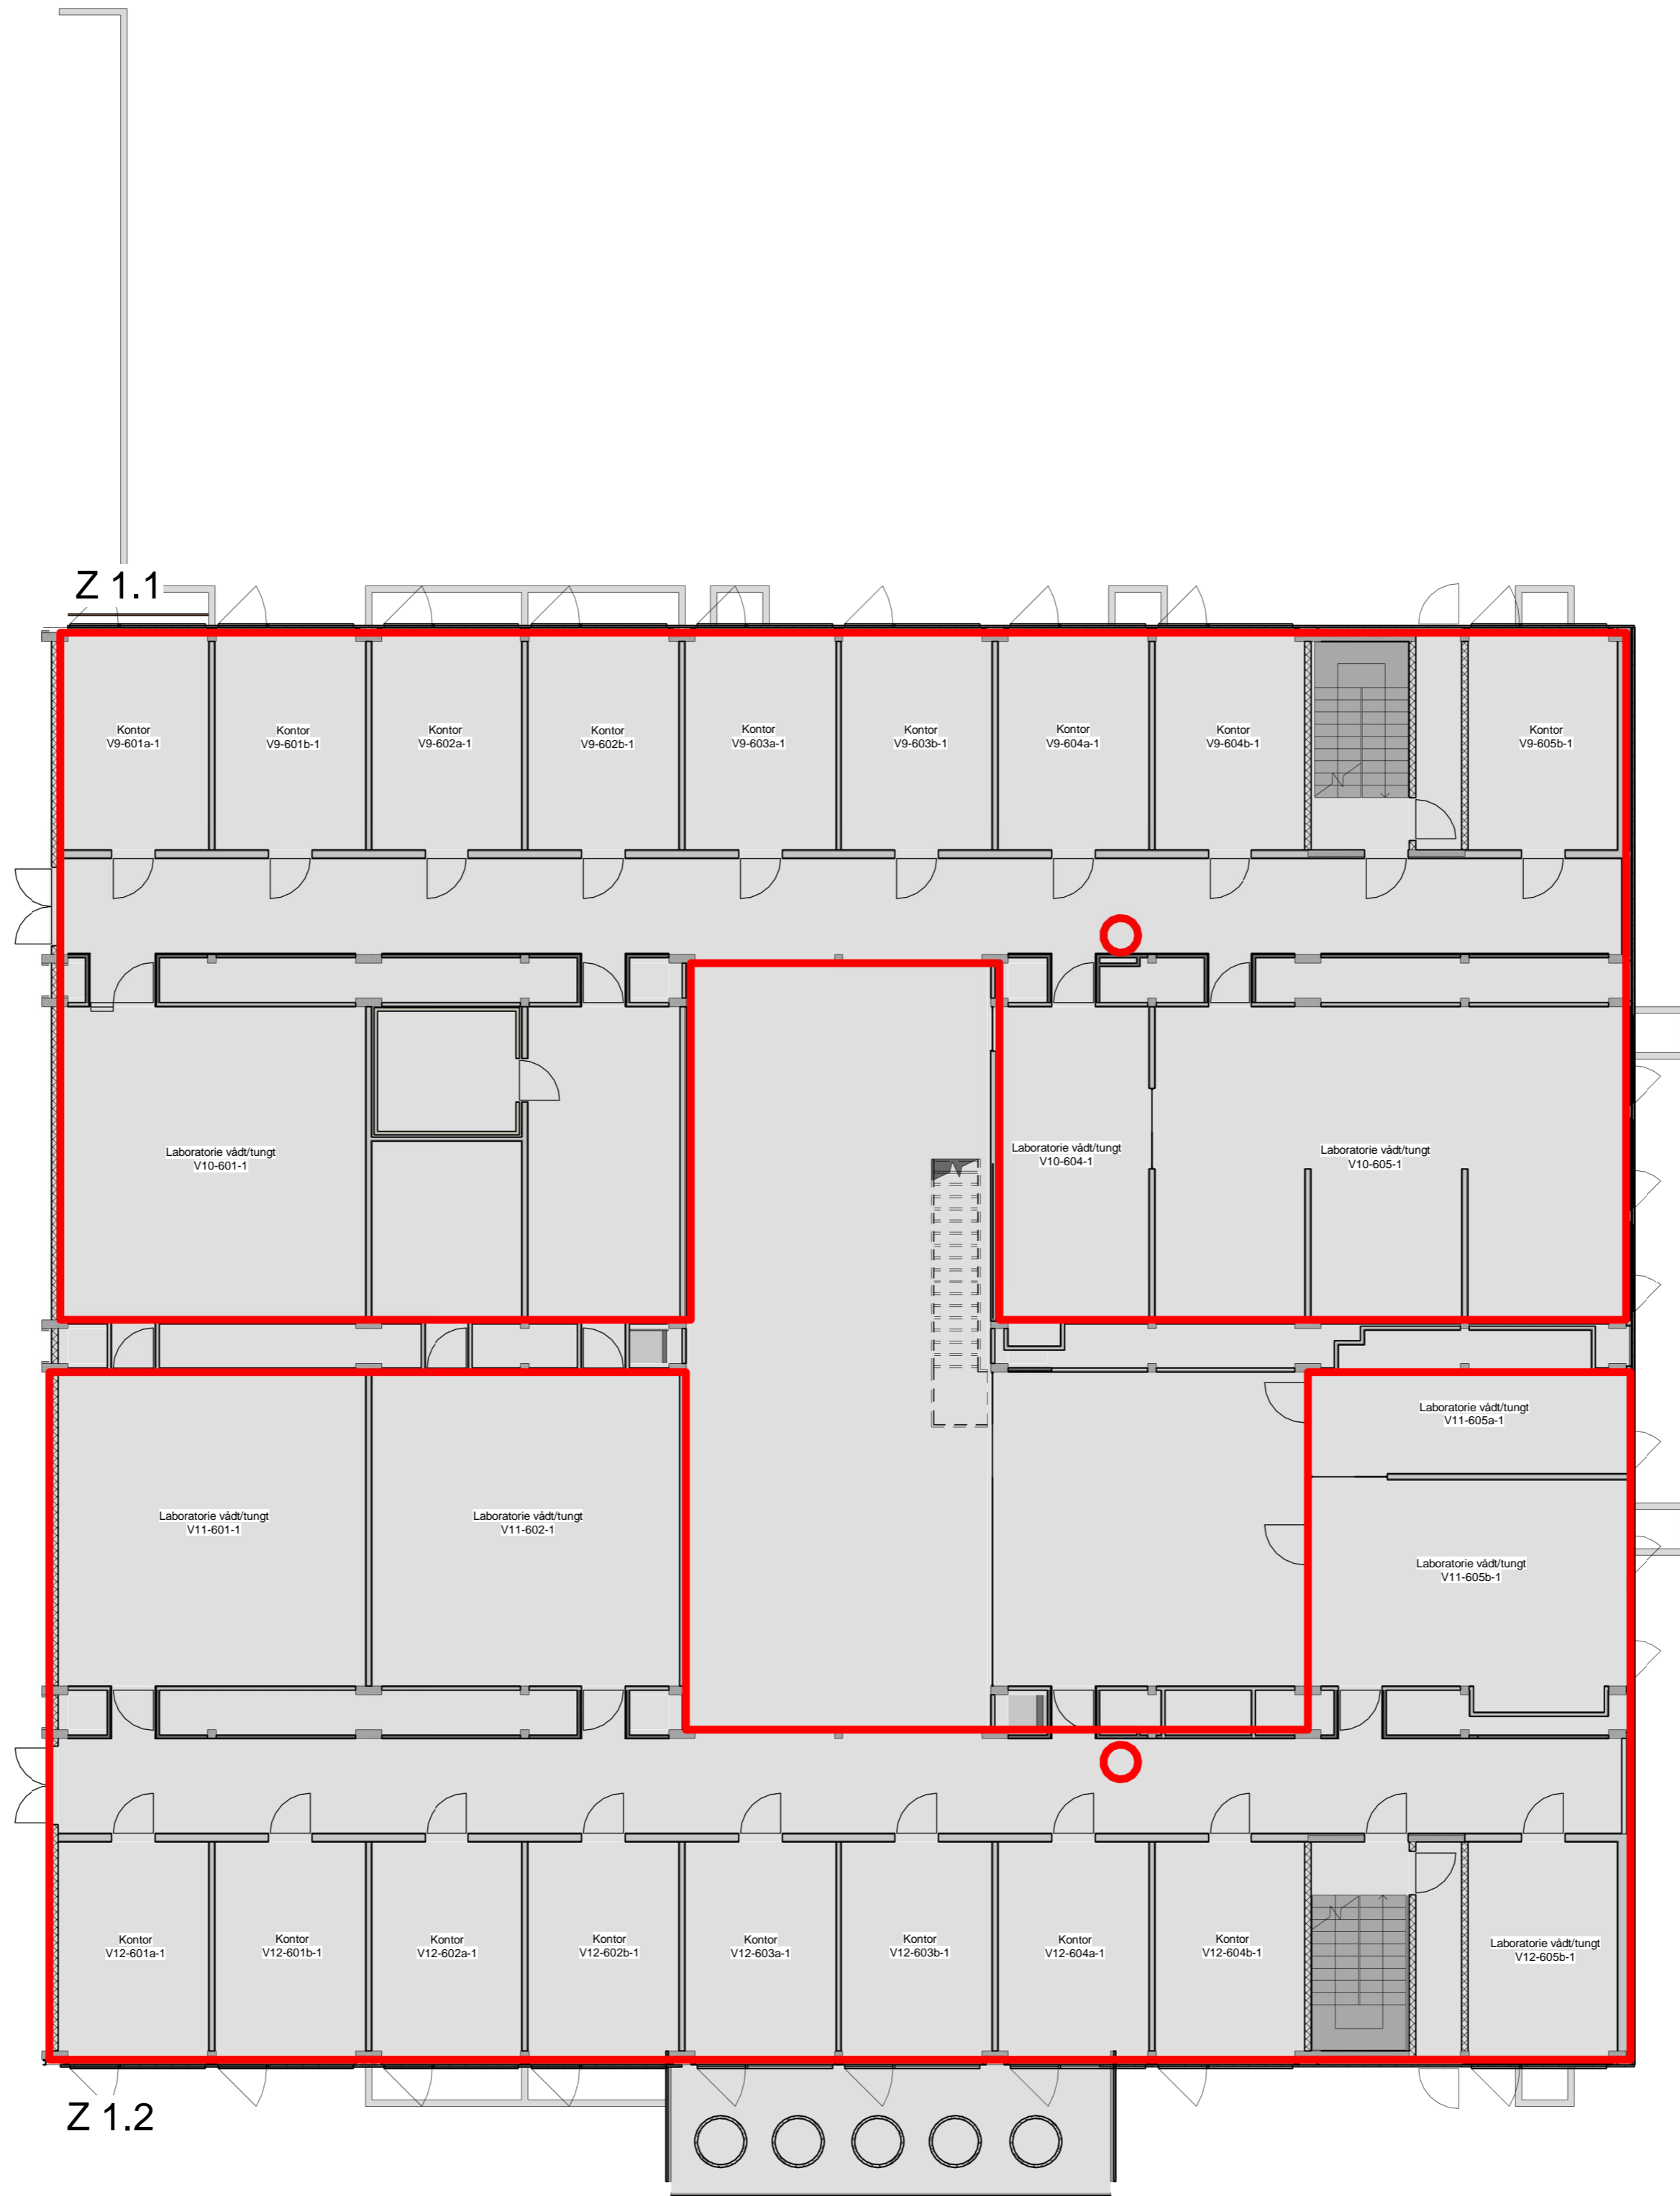 Z 1.1
Kontor
V9-601a-1
Kontor
V9-601b-1
Kontor
V9-602a-1
Kontor
V9-602b-1
Kontor
V9-603a-1
Kontor
V9-603b-1
Kontor
V9-604a-1
Kontor
V9-604b-1
Kontor
V9-605b-1
Laboratorie vådt/tungt
V10-601-1
Laboratorie vådt/tungt
V10-604-1
Laboratorie vådt/tungt
V10-605-1
Laboratorie vådt/tungt
V11-605a-1
Laboratorie vådt/tungt
V11-601-1
Laboratorie vådt/tungt
V11-602-1
Laboratorie vådt/tungt
V11-605b-1
Kontor
V12-601a-1
Kontor
V12-601b-1
Kontor
V12-602a-1
Kontor
V12-602b-1
Kontor
V12-603a-1
Kontor
V12-603b-1
Kontor
V12-604a-1
Kontor
V12-604b-1
Laboratorie vådt/tungt
V12-605b-1
Z 1.2